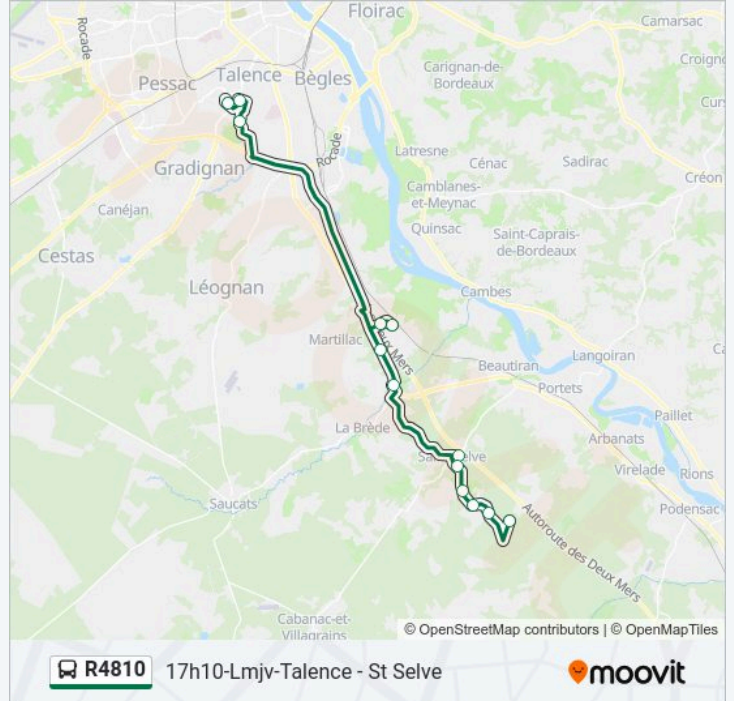 Floirac
Rocade
Camarsac
Pessac
Talence
Bègles
Carignan-de-
Bordeaux
Latresne
Rocade
Cénac
Sadirac
Gradignan
Créon
Camblanes-
et-Meynac
Canéjan
Quinsac
Saint-Caprais-
de-Bordeaux
Cestas
Léognan
Cambes
Martillac
Langoiran
Beautiran
Portets
Paillet
La Brède
Arbanats
Virelade
Rions
Saucats
Podensac
Autoroute des Deux Mers
Cabanac-et-
Villagrains
© OpenStreetMap contributors | © OpenMapTiles
R4810
17h10-Lmjv-Talence - St Selve
moovit